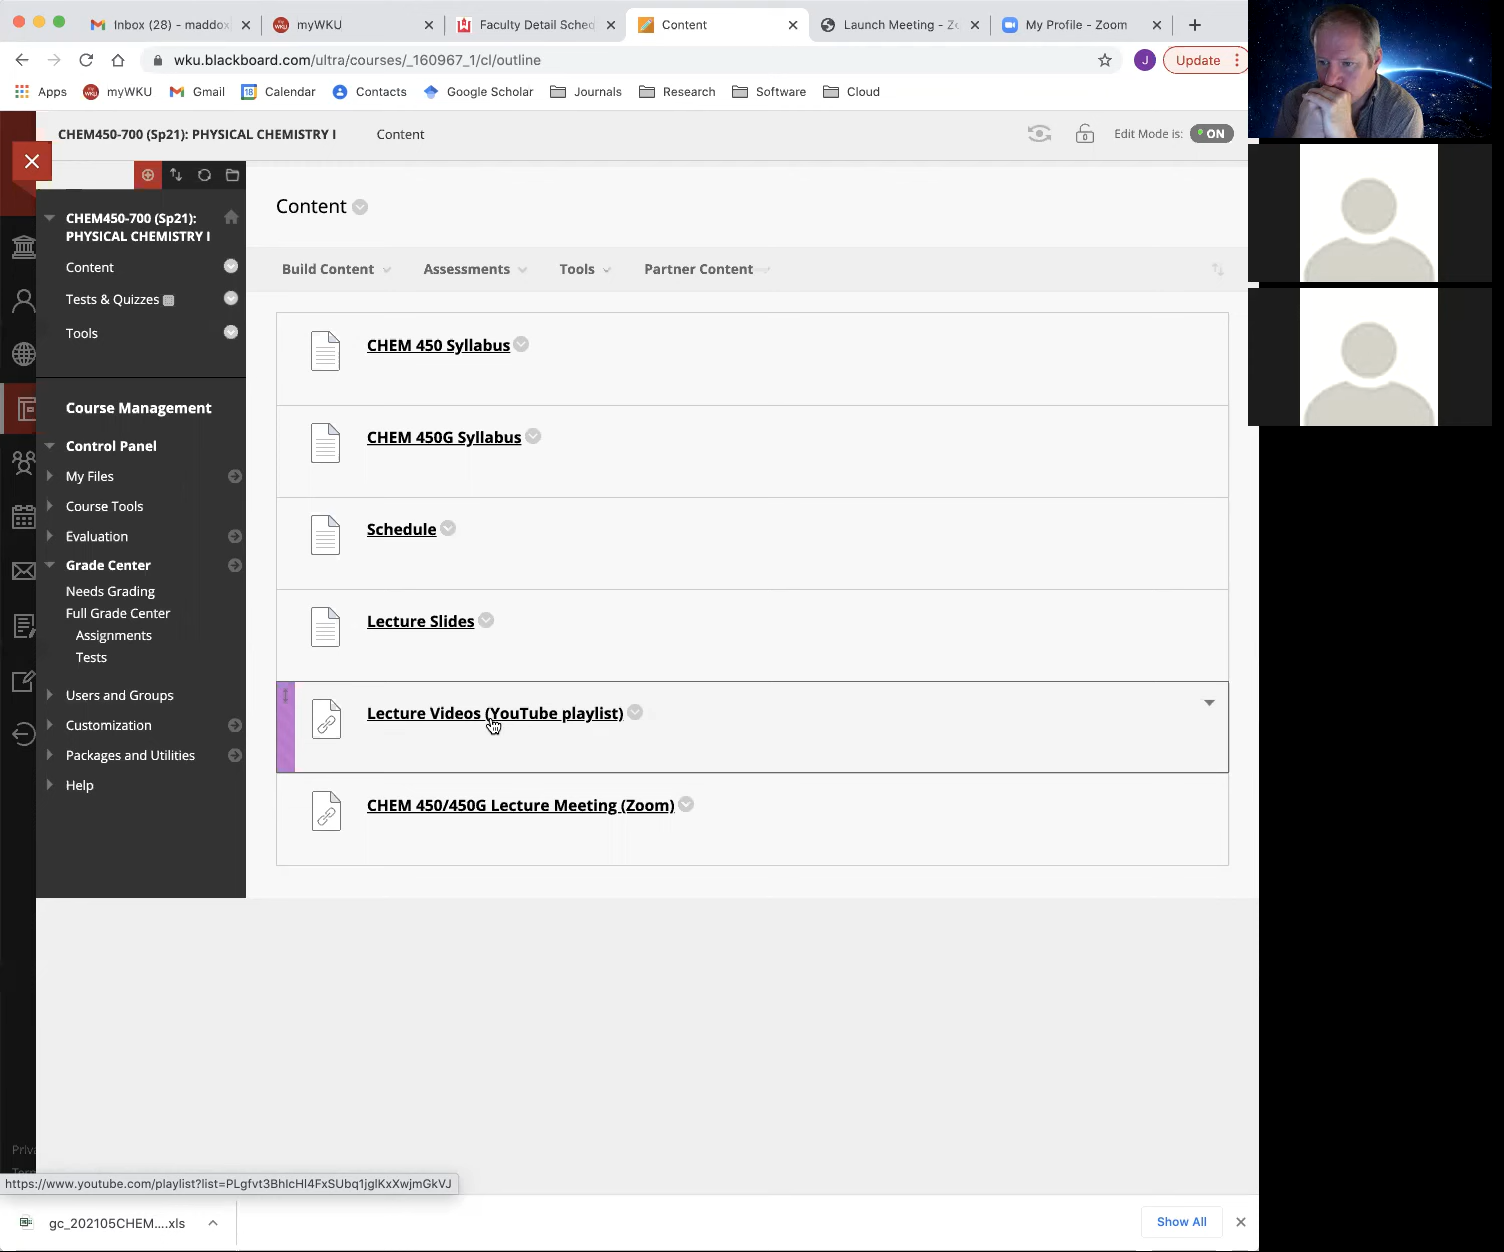 Inbox (28) - maddox
myWKU
Faculty Detail Sched
Content
Launch Meeting - Zo
My Profile - Zoom
wku.blackboard.com/ultra/courses/_160967_1/cl/outline
J
Update
Apps
myWKU
Gmail
18
Calendar
Contacts
Google Scholar
Journals
Research
Software
Cloud
CHEM450-700 (Sp21): PHYSICAL CHEMISTRY I
Content
Edit Mode is:
ON
CHEM450-700 (Sp21):
PHYSICAL CHEMISTRY I
Content
Tests & Quizzes
Tools
Course Management
Control Panel
My Files
Course Tools
Evaluation
Grade Center
Needs Grading
Full Grade Center
Assignments
Tests
Users and Groups
Customization
Packages and Utilities
Help
Content
Build Content
Assessments
Tools
Partner Content
CHEM 450 Syllabus
CHEM 450G Syllabus
Schedule
Lecture Slides
Lecture Videos (YouTube playlist)
CHEM 450/450G Lecture Meeting (Zoom)
Priva
https://www.youtube.com/playlist?list=PLgfvt3BhIcHI4FxSUbq1jglKxXwjmGkVJ
gc_202105CHEM....xls
Show All